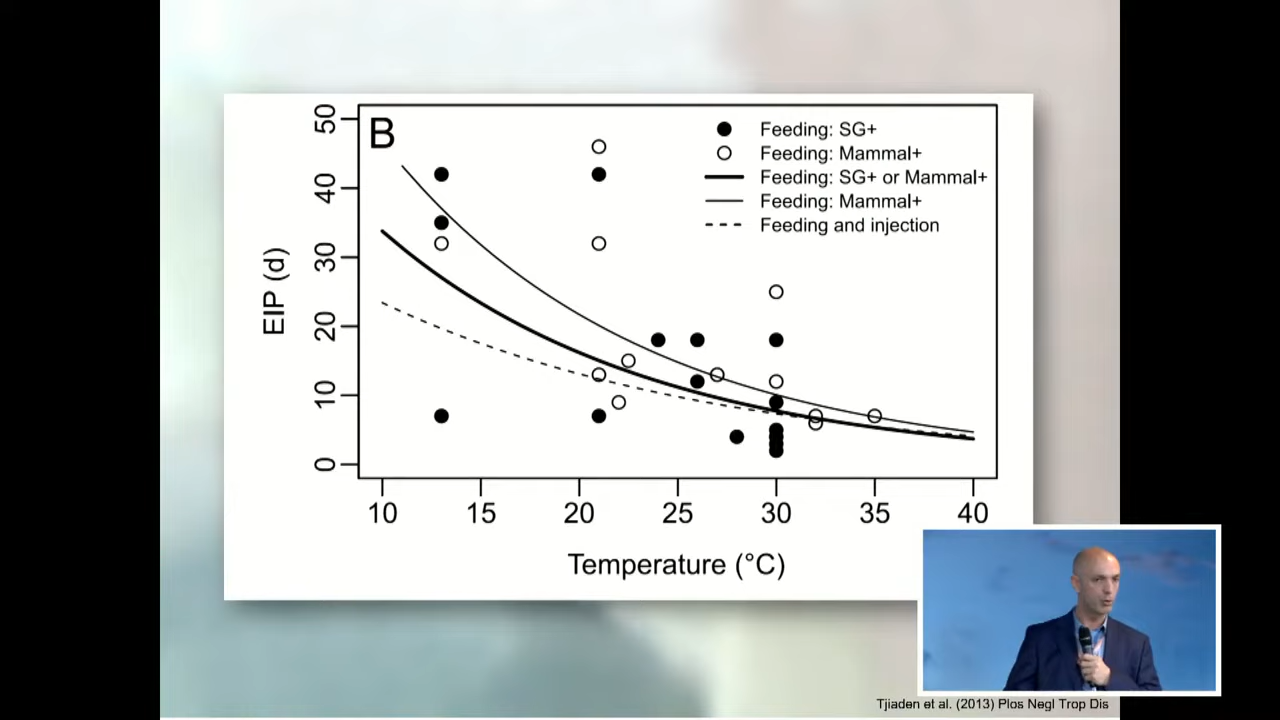 B
50
40
30
20
10
0
EIP (d)
Feeding: SG+
Feeding: Mammal+
Feeding: SG+ or Mammal+
Feeding: Mammal+
Feeding and injection
10 15 20 25 30 35 40
Temperature (°C)
Tjiaden et al. (2013) Plos Negl Trop Dis